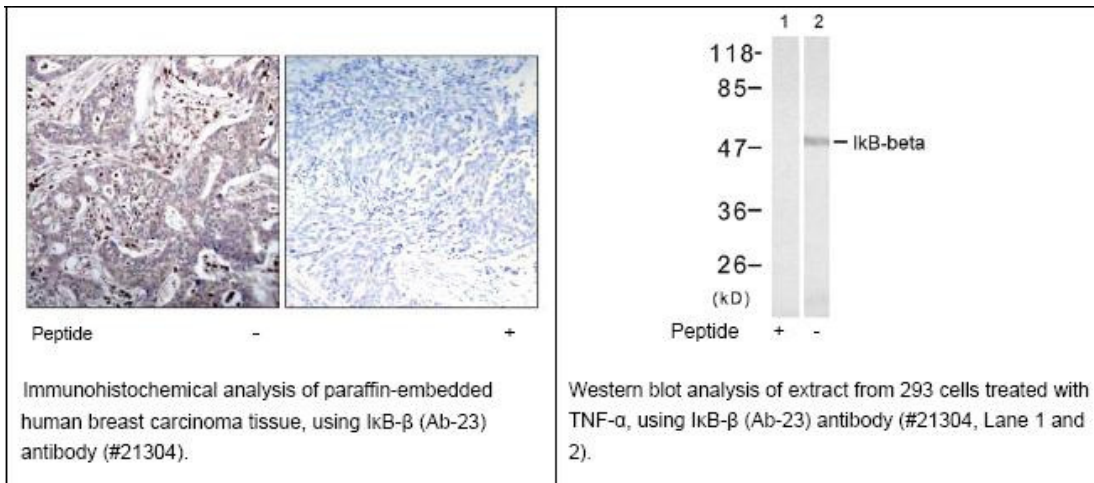 Peptide - +
Immunohistochemical analysis of paraffin-embedded
human breast carcinoma tissue, using IκB-β (Ab-23)
antibody (#21304).
1 2
118-
85-
47-
IκB-beta
36-
26-
(kD)
Peptide + -
Western blot analysis of extract from 293 cells treated with
TNF-α, using IκB-β (Ab-23) antibody (#21304, Lane 1 and
2).